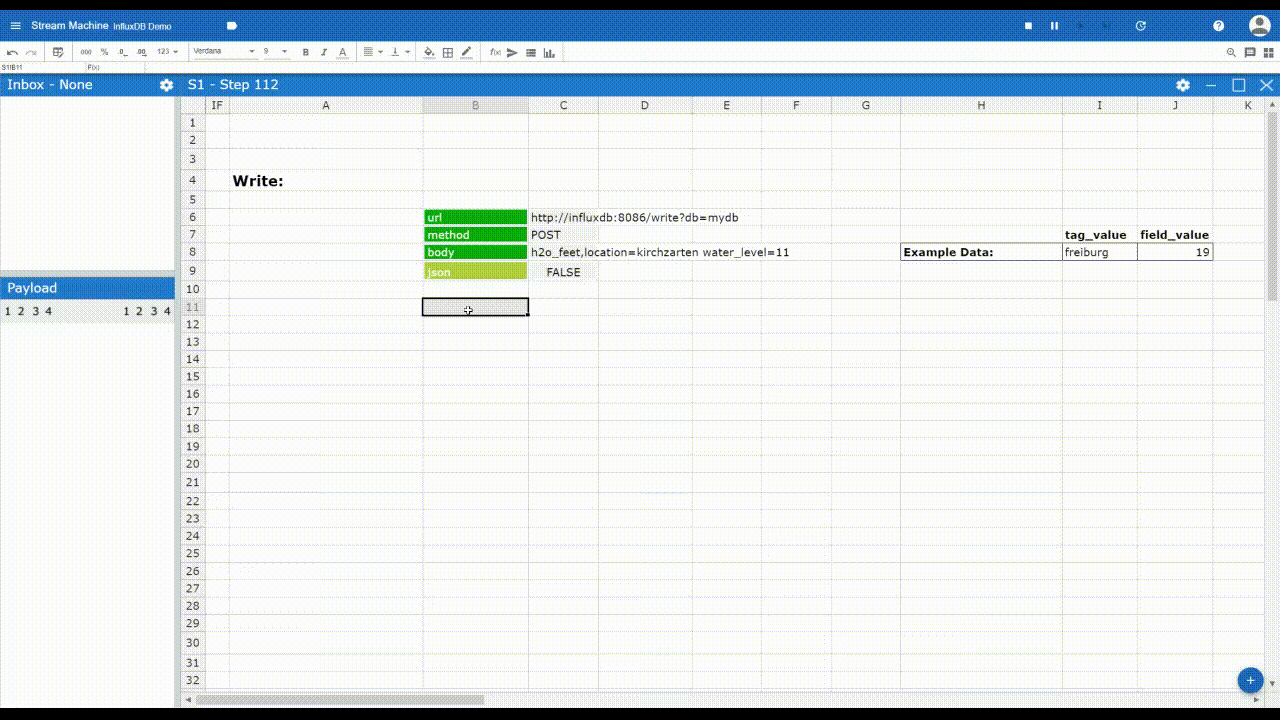 Stream Machine InfluxDB Demo
000 % .0 .00 123 Verdana 9 B I A f(x)
S1!B11 P(x)
Inbox - None S1 - Step 112
IF A B C D E F G H I J K
1
2
3
4 Write:
5
6 url http://influxdb:8086/write?db=mydb
7 method POST tag_value field_value
8 body h2o_feet,location=kirchzarten water_level=11 Example Data: freiburg 19
9 json FALSE
10
Payload
1 2 3 4 1 2 3 4
11
12
13
14
15
16
17
18
19
20
21
22
23
24
25
26
27
28
29
30
31
32